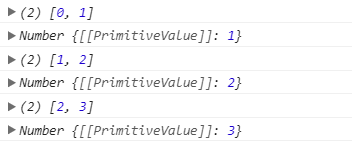 ▶(2) [0, 1]
▶Number {[[PrimitiveValue]]: 1}
▶(2) [1, 2]
▶Number {[[PrimitiveValue]]: 2}
▶(2) [2, 3]
▶Number {[[PrimitiveValue]]: 3}